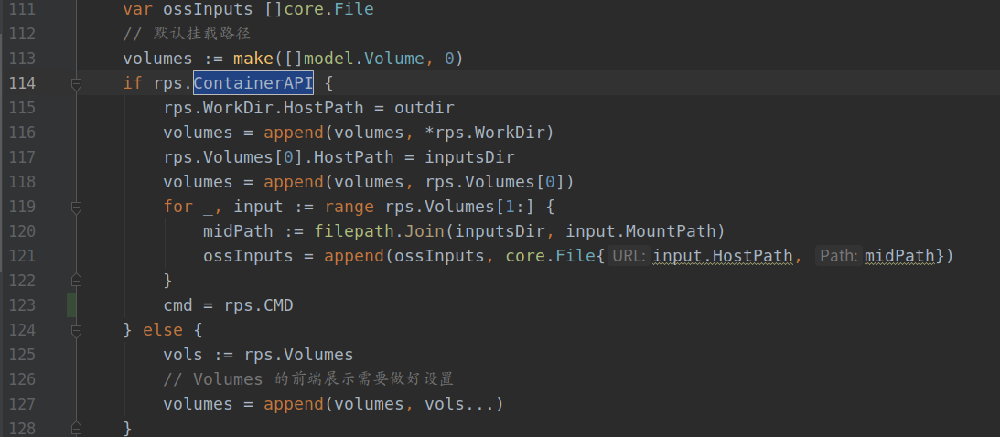 111 var ossInputs []core.File
112 // 默认挂载路径
113 volumes := make([]model.Volume, 0)
114 if rps.ContainerAPI {
115 rps.WorkDir.HostPath = outdir
116 volumes = append(volumes, *rps.WorkDir)
117 rps.Volumes[0].HostPath = inputsDir
118 volumes = append(volumes, rps.Volumes[0])
119 for _, input := range rps.Volumes[1:] {
120 midPath := filepath.Join(inputsDir, input.MountPath)
121 ossInputs = append(ossInputs, core.File{ URL: input.HostPath, Path: midPath})
122 }
123 cmd = rps.CMD
124 } else {
125 vols := rps.Volumes
126 // Volumes 的前端展示需要做好设置
127 volumes = append(volumes, vols...)
128 }